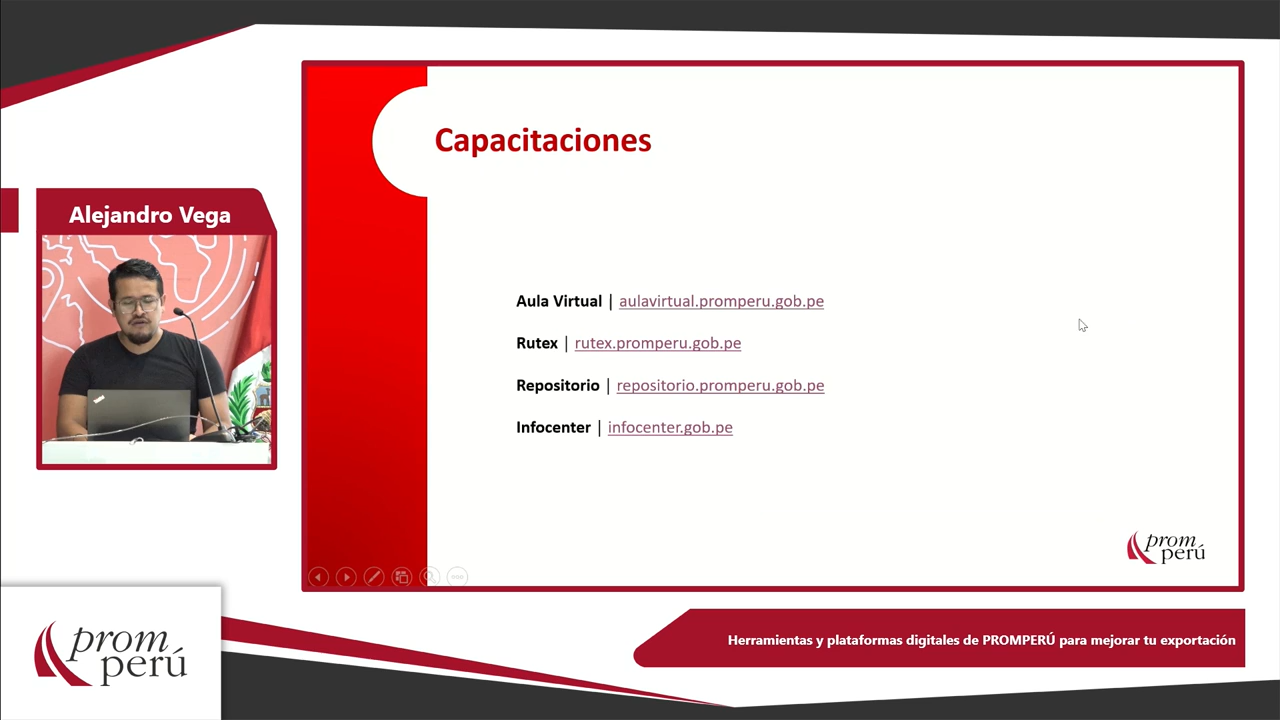 Capacitaciones
Alejandro Vega
Aula Virtual | aulavirtual.promperu.gob.pe
Rutex | rutex.promperu.gob.pe
Repositorio | repositorio.promperu.gob.pe
Infocenter | infocenter.gob.pe
prom
perú
prom
perú
Herramientas y plataformas digitales de PROMPERÚ para mejorar tu exportación